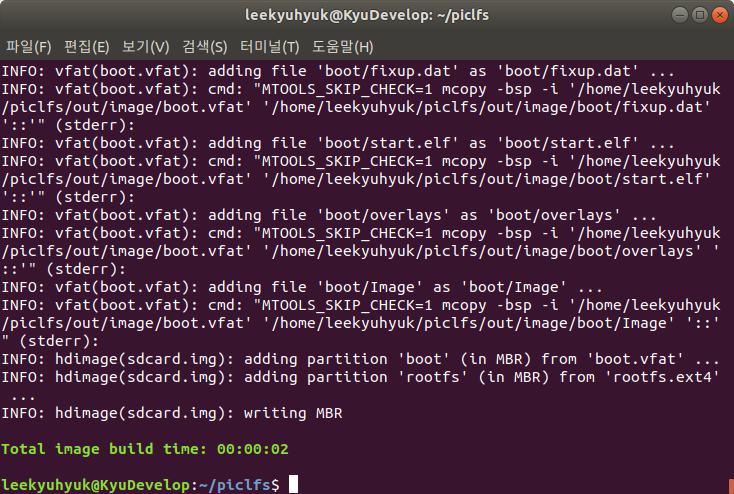 leekyuhyuk@KyuDevelop: ~/piclfs
파일(F) 편집(E) 보기(V) 검색(S) 터미널(T) 도움말(H)
INFO: vfat(boot.vfat): adding file 'boot/fixup.dat' as 'boot/fixup.dat' ...
INFO: vfat(boot.vfat): cmd: "MTOOLS_SKIP_CHECK=1 mcopy -bsp -i '/home/leekyuhyuk
/piclfs/out/image/boot.vfat' '/home/leekyuhyuk/piclfs/out/image/boot/fixup.dat'
'::'" (stderr):
INFO: vfat(boot.vfat): adding file 'boot/start.elf' as 'boot/start.elf' ...
INFO: vfat(boot.vfat): cmd: "MTOOLS_SKIP_CHECK=1 mcopy -bsp -i '/home/leekyuhyuk
/piclfs/out/image/boot.vfat' '/home/leekyuhyuk/piclfs/out/image/boot/start.elf'
'::'" (stderr):
INFO: vfat(boot.vfat): adding file 'boot/overlays' as 'boot/overlays' ...
INFO: vfat(boot.vfat): cmd: "MTOOLS_SKIP_CHECK=1 mcopy -bsp -i '/home/leekyuhyuk
/piclfs/out/image/boot.vfat' '/home/leekyuhyuk/piclfs/out/image/boot/overlays' '
::'" (stderr):
INFO: vfat(boot.vfat): adding file 'boot/Image' as 'boot/Image' ...
INFO: vfat(boot.vfat): cmd: "MTOOLS_SKIP_CHECK=1 mcopy -bsp -i '/home/leekyuhyuk
/piclfs/out/image/boot.vfat' '/home/leekyuhyuk/piclfs/out/image/boot/Image' '::'
" (stderr):
INFO: hdimage(sdcard.img): adding partition 'boot' (in MBR) from 'boot.vfat' ...
INFO: hdimage(sdcard.img): adding partition 'rootfs' (in MBR) from 'rootfs.ext4'
 ...
INFO: hdimage(sdcard.img): writing MBR
Total image build time: 00:00:02
leekyuhyuk@KyuDevelop:~/piclfs$